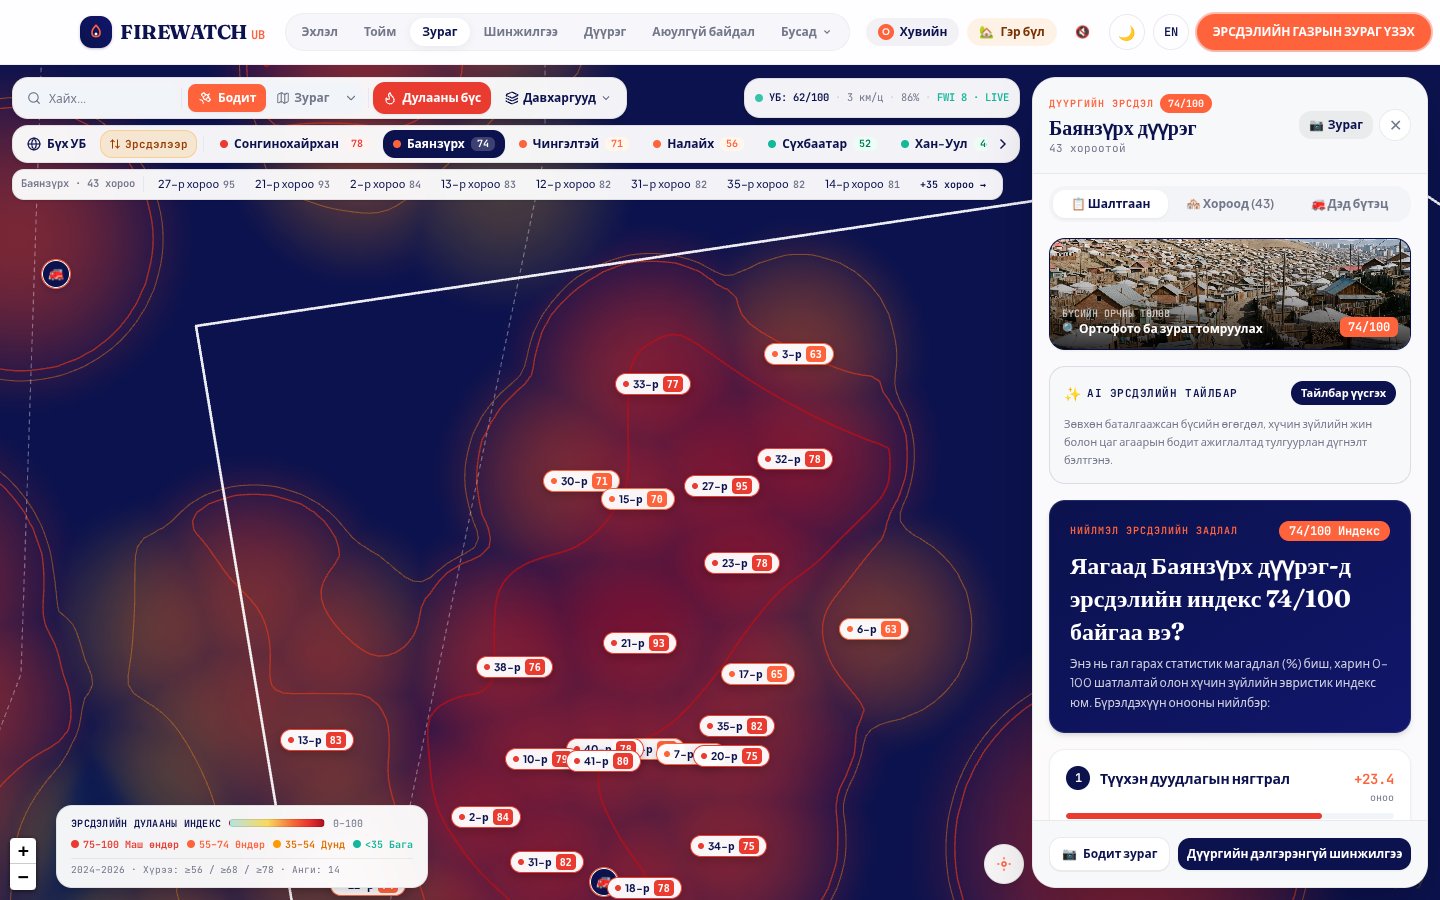 FIREWATCH UB
Эхлэл Тойм Зураг Шинжилгээ Дүүрэг Аюулгүй байдал Бусад
Хувийн
Гэр бүл
EN
ЭРСДЭЛИЙН ГАЗРЫН ЗУРАГ ҮЗЭХ
Хайх...
Бодит
Зураг
Дулааны бүс
Давхаргууд
УБ: 62/100 · 3 км/ц · 86% · FWI 8 · LIVE
Бүх УБ
Эрсдэлээр
Сонгинохайрхан 78
Баянзүрх 74
Чингэлтэй 71
Налайх 56
Сүхбаатар 52
Хан-Уул
Баянзүрх · 43 хороо
27-р хороо 95
21-р хороо 93
2-р хороо 84
13-р хороо 83
12-р хороо 82
31-р хороо 82
35-р хороо 82
14-р хороо 81
+35 хороо →
3-р 63
33-р 77
32-р 78
30-р 71
15-р 70
27-р 95
23-р 78
6-р 63
21-р 93
38-р 76
17-р 65
35-р 82
13-р 83
10-р 79
40-р 78
41-р 80
7-р
20-р 75
2-р 84
34-р 75
31-р 82
18-р 78
ЭРСДЭЛИЙН ДУЛААНЫ ИНДЕКС 0-100
75-100 Маш өндөр 55-74 Өндөр 35-54 Дунд <35 Бага
2024-2026 · Хүрээ: ≥56 / ≥68 / ≥78 · Анги: 14
+
−
ДҮҮРГИЙН ЭРСДЭЛ 74/100
Баянзүрх дүүрэг
43 хороотой
Зураг
Шалтгаан
Хороод (43)
Дэд бүтэц
БҮСИЙН ОРЧНЫ ТӨЛӨВ
Ортофото ба зураг томруулах
74/100
AI ЭРСДЭЛИЙН ТАЙЛБАР
Тайлбар үүсгэх
Зөвхөн баталгаажсан бүсийн өгөгдөл, хүчин зүйлийн жин
болон цаг агаарын бодит ажиглалтад тулгуурлан дүгнэлт
бэлтгэнэ.
НИЙЛМЭЛ ЭРСДЭЛИЙН ЗАДЛАЛ
74/100 Индекс
Яагаад Баянзүрх дүүрэг-д
эрсдэлийн индекс 74/100
байгаа вэ?
Энэ нь гал гарах статистик магадлал (%) биш, харин 0–
100 шатлалтай олон хүчин зүйлийн эвристик индекс
юм. Бүрэлдэхүүн онооны нийлбэр:
1 Түүхэн дуудлагын нягтрал +23.4
оноо
Бодит зураг
Дүүргийн дэлгэрэнгүй шинжилгээ